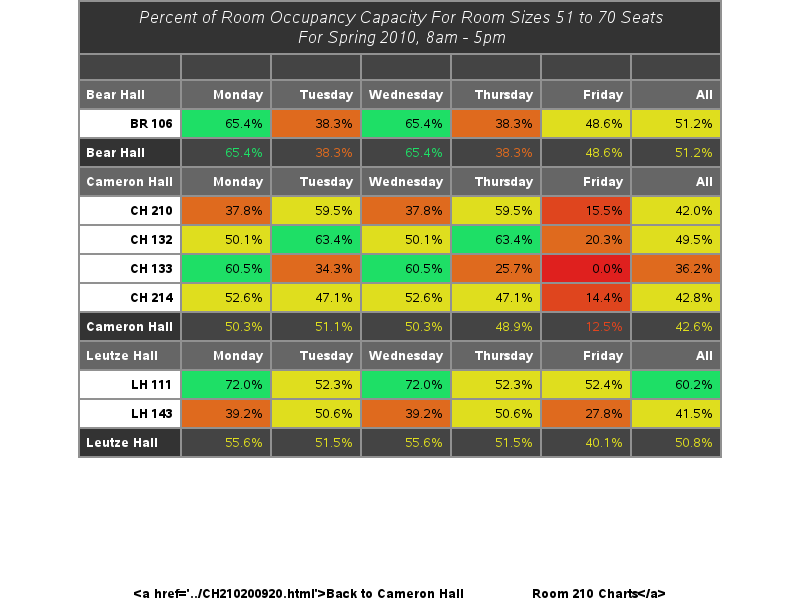 Percent of Room Occupancy Capacity For Room Sizes 51 to 70 Seats
For Spring 2010, 8am - 5pm
Bear Hall Monday Tuesday Wednesday Thursday Friday All
BR 106 65.4% 38.3% 65.4% 38.3% 48.6% 51.2%
Bear Hall 65.4% 38.3% 65.4% 38.3% 48.6% 51.2%
Cameron Hall Monday Tuesday Wednesday Thursday Friday All
CH 210 37.8% 59.5% 37.8% 59.5% 15.5% 42.0%
CH 132 50.1% 63.4% 50.1% 63.4% 20.3% 49.5%
CH 133 60.5% 34.3% 60.5% 25.7% 0.0% 36.2%
CH 214 52.6% 47.1% 52.6% 47.1% 14.4% 42.8%
Cameron Hall 50.3% 51.1% 50.3% 48.9% 12.5% 42.6%
Leutze Hall Monday Tuesday Wednesday Thursday Friday All
LH 111 72.0% 52.3% 72.0% 52.3% 52.4% 60.2%
LH 143 39.2% 50.6% 39.2% 50.6% 27.8% 41.5%
Leutze Hall 55.6% 51.5% 55.6% 51.5% 40.1% 50.8%
<a href='../CH210200920.html'>Back to Cameron Hall Room 210 Charts</a>